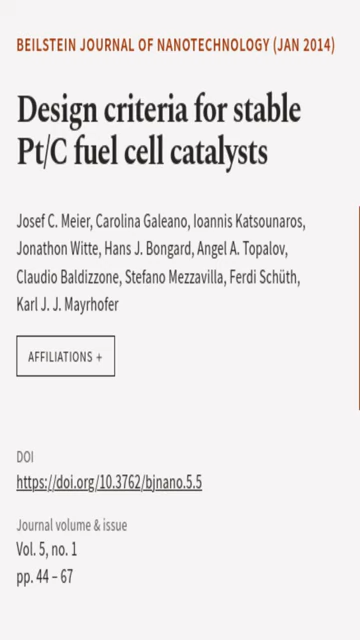 BEILSTEIN JOURNAL OF NANOTECHNOLOGY (JAN 2014)
Design criteria for stable
Pt/C fuel cell catalysts
Josef C. Meier, Carolina Galeano, Ioannis Katsounaros,
Jonathon Witte, Hans J. Bongard, Angel A. Topalov,
Claudio Baldizzone, Stefano Mezzavilla, Ferdi Schüth,
Karl J. J. Mayrhofer
AFFILIATIONS +
DOI
https://doi.org/10.3762/bjnano.5.5
Journal volume & issue
Vol. 5, no. 1
pp. 44 – 67